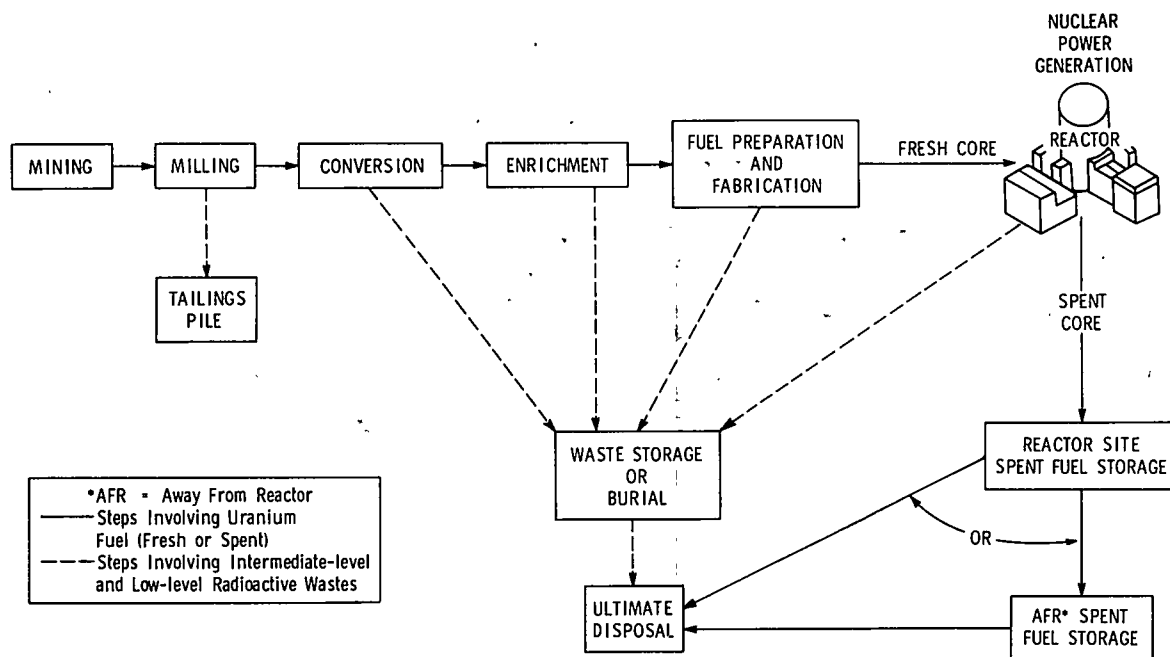 NUCLEAR
POWER
GENERATION
REACTOR
MINING
MILLING
CONVERSION
ENRICHMENT
FUEL PREPARATION
AND
FABRICATION
FRESH CORE
TAILINGS
PILE
SPENT
CORE
WASTE STORAGE
OR
BURIAL
REACTOR SITE
SPENT FUEL STORAGE
OR
*AFR = Away From Reactor
Steps Involving Uranium
Fuel (Fresh or Spent)
Steps Involving Intermediate-level
and Low-level Radioactive Wastes
ULTIMATE
DISPOSAL
AFR* SPENT
FUEL STORAGE